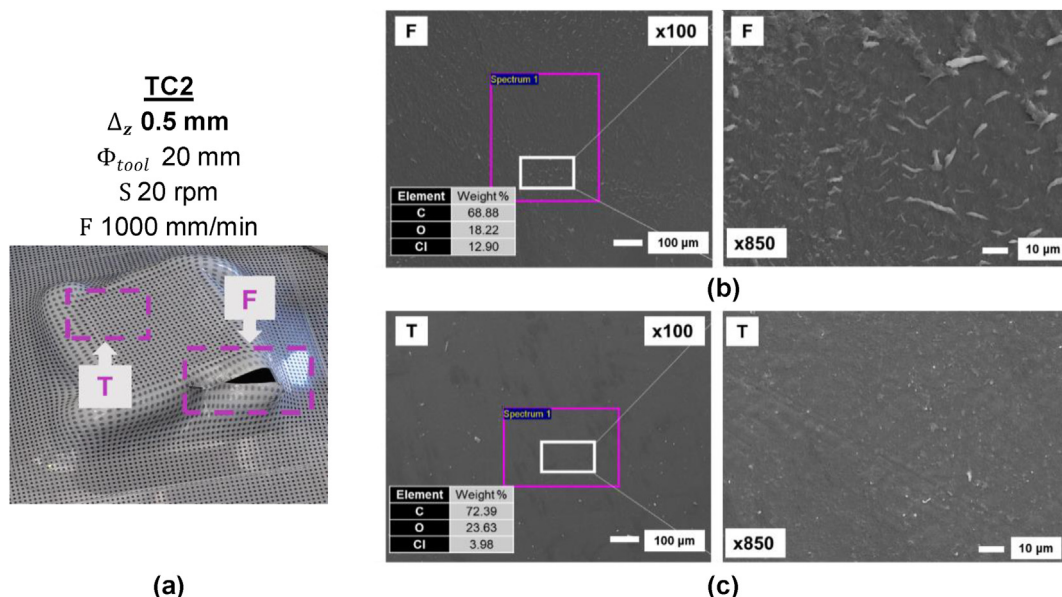 TC2
Δz 0.5 mm
Φtool 20 mm
S 20 rpm
F 1000 mm/min
F
T
(a)
F
x100
Spectrum 1
Element Weight %
C 68.88
O 18.22
Cl 12.90
100 µm
F
x850
10 µm
(b)
T
x100
Spectrum 1
Element Weight %
C 72.39
O 23.63
Cl 3.98
100 µm
T
x850
10 µm
(c)